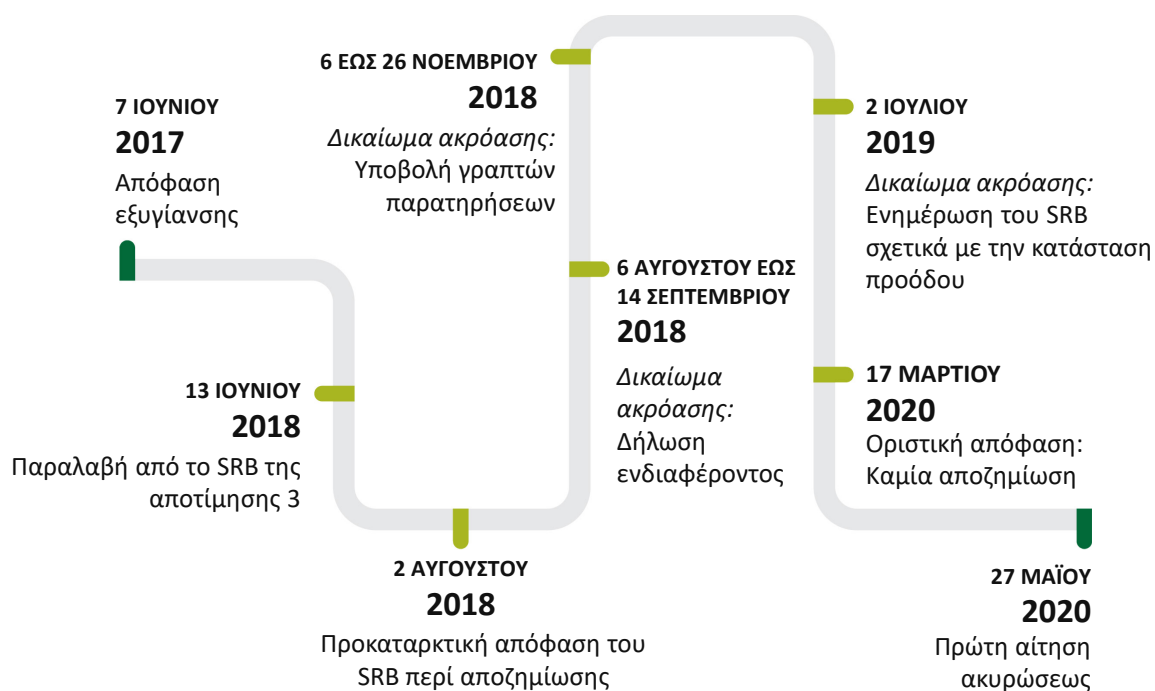 7 ΙΟΥΝΙΟΥ
2017
Απόφαση
εξυγίανσης
13 ΙΟΥΝΙΟΥ
2018
Παραλαβή από το SRB της
αποτίμησης 3
2 ΑΥΓΟΥΣΤΟΥ
2018
Προκαταρκτική απόφαση του
SRB περί αποζημίωσης
6 ΑΥΓΟΥΣΤΟΥ ΕΩΣ
14 ΣΕΠΤΕΜΒΡΙΟΥ
2018
Δικαίωμα
ακρόασης:
Δήλωση
ενδιαφέροντος
6 ΕΩΣ 26 ΝΟΕΜΒΡΙΟΥ
2018
Δικαίωμα ακρόασης:
Υποβολή γραπτών
παρατηρήσεων
2 ΙΟΥΛΙΟΥ
2019
Δικαίωμα ακρόασης:
Ενημέρωση του SRB
σχετικά με την κατάσταση
προόδου
17 ΜΑΡΤΙΟΥ
2020
Οριστική απόφαση:
Καμία αποζημίωση
27 ΜΑΪΟΥ
2020
Πρώτη αίτηση
ακυρώσεως